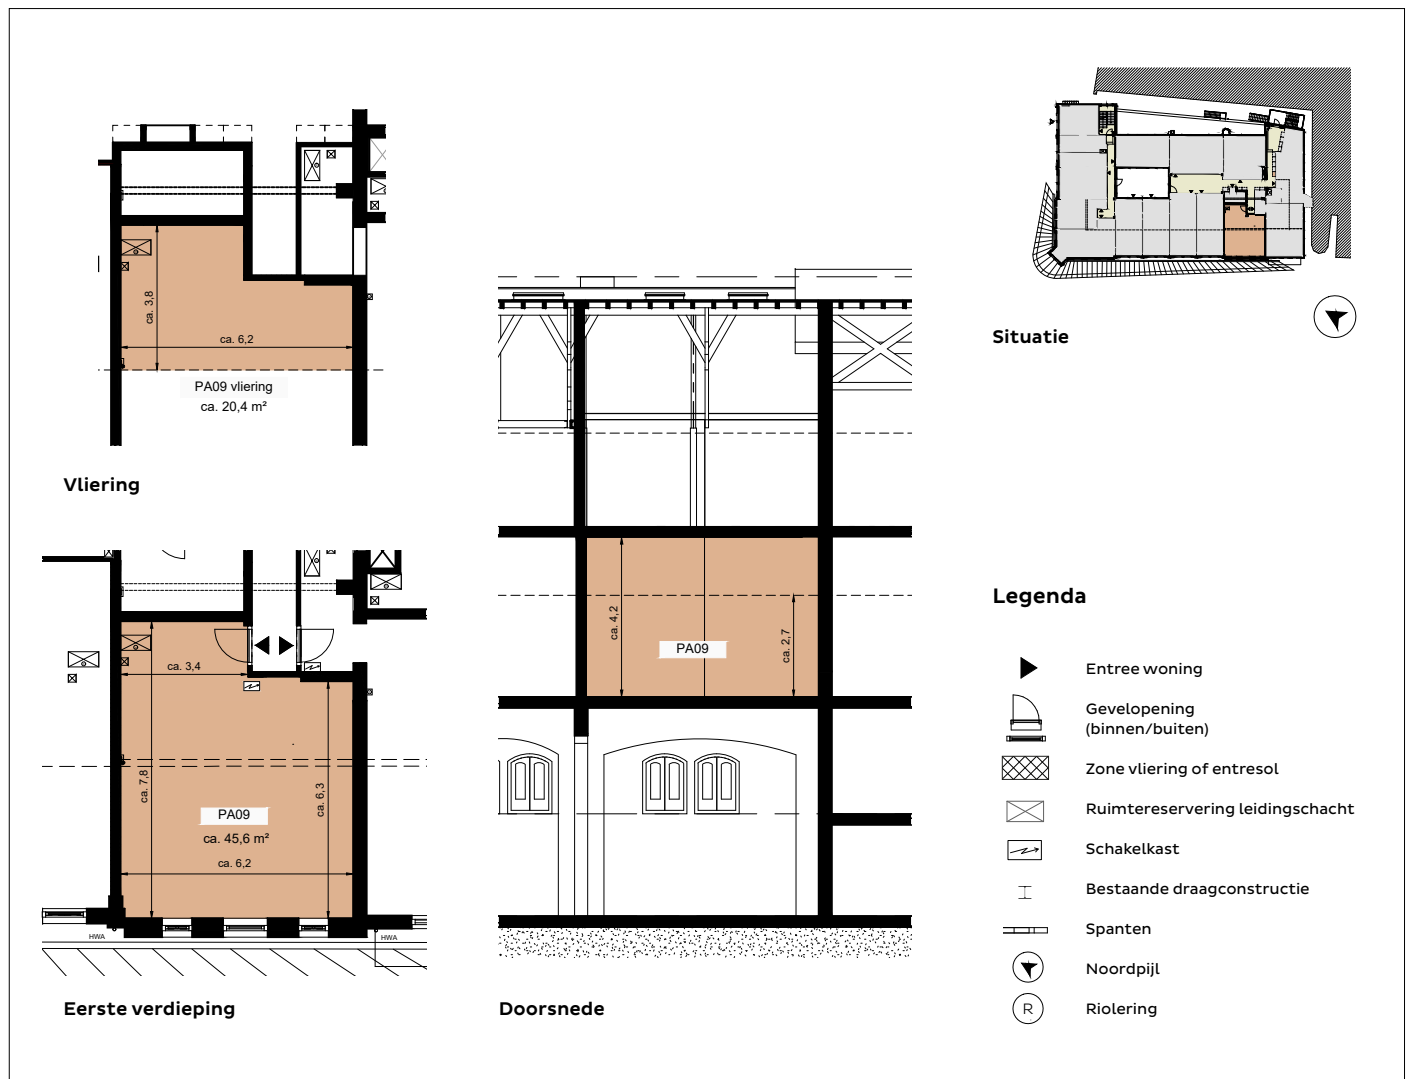 ca. 3,8
ca. 6,2
PA09 vliering
ca. 20,4 m²
Vliering
ca. 3,4
ca. 7,8
ca. 6,3
PA09
ca. 45,6 m²
ca. 6,2
HWA
HWA
Eerste verdieping
ca. 4,2
ca. 2,7
PA09
Doorsnede
Situatie
Legenda
Entree woning
Gevelopening
(binnen/buiten)
Zone vliering of entresol
Ruimtereservering leidingschacht
Schakelkast
Bestaande draagconstructie
Spanten
Noordpijl
R
Riolering